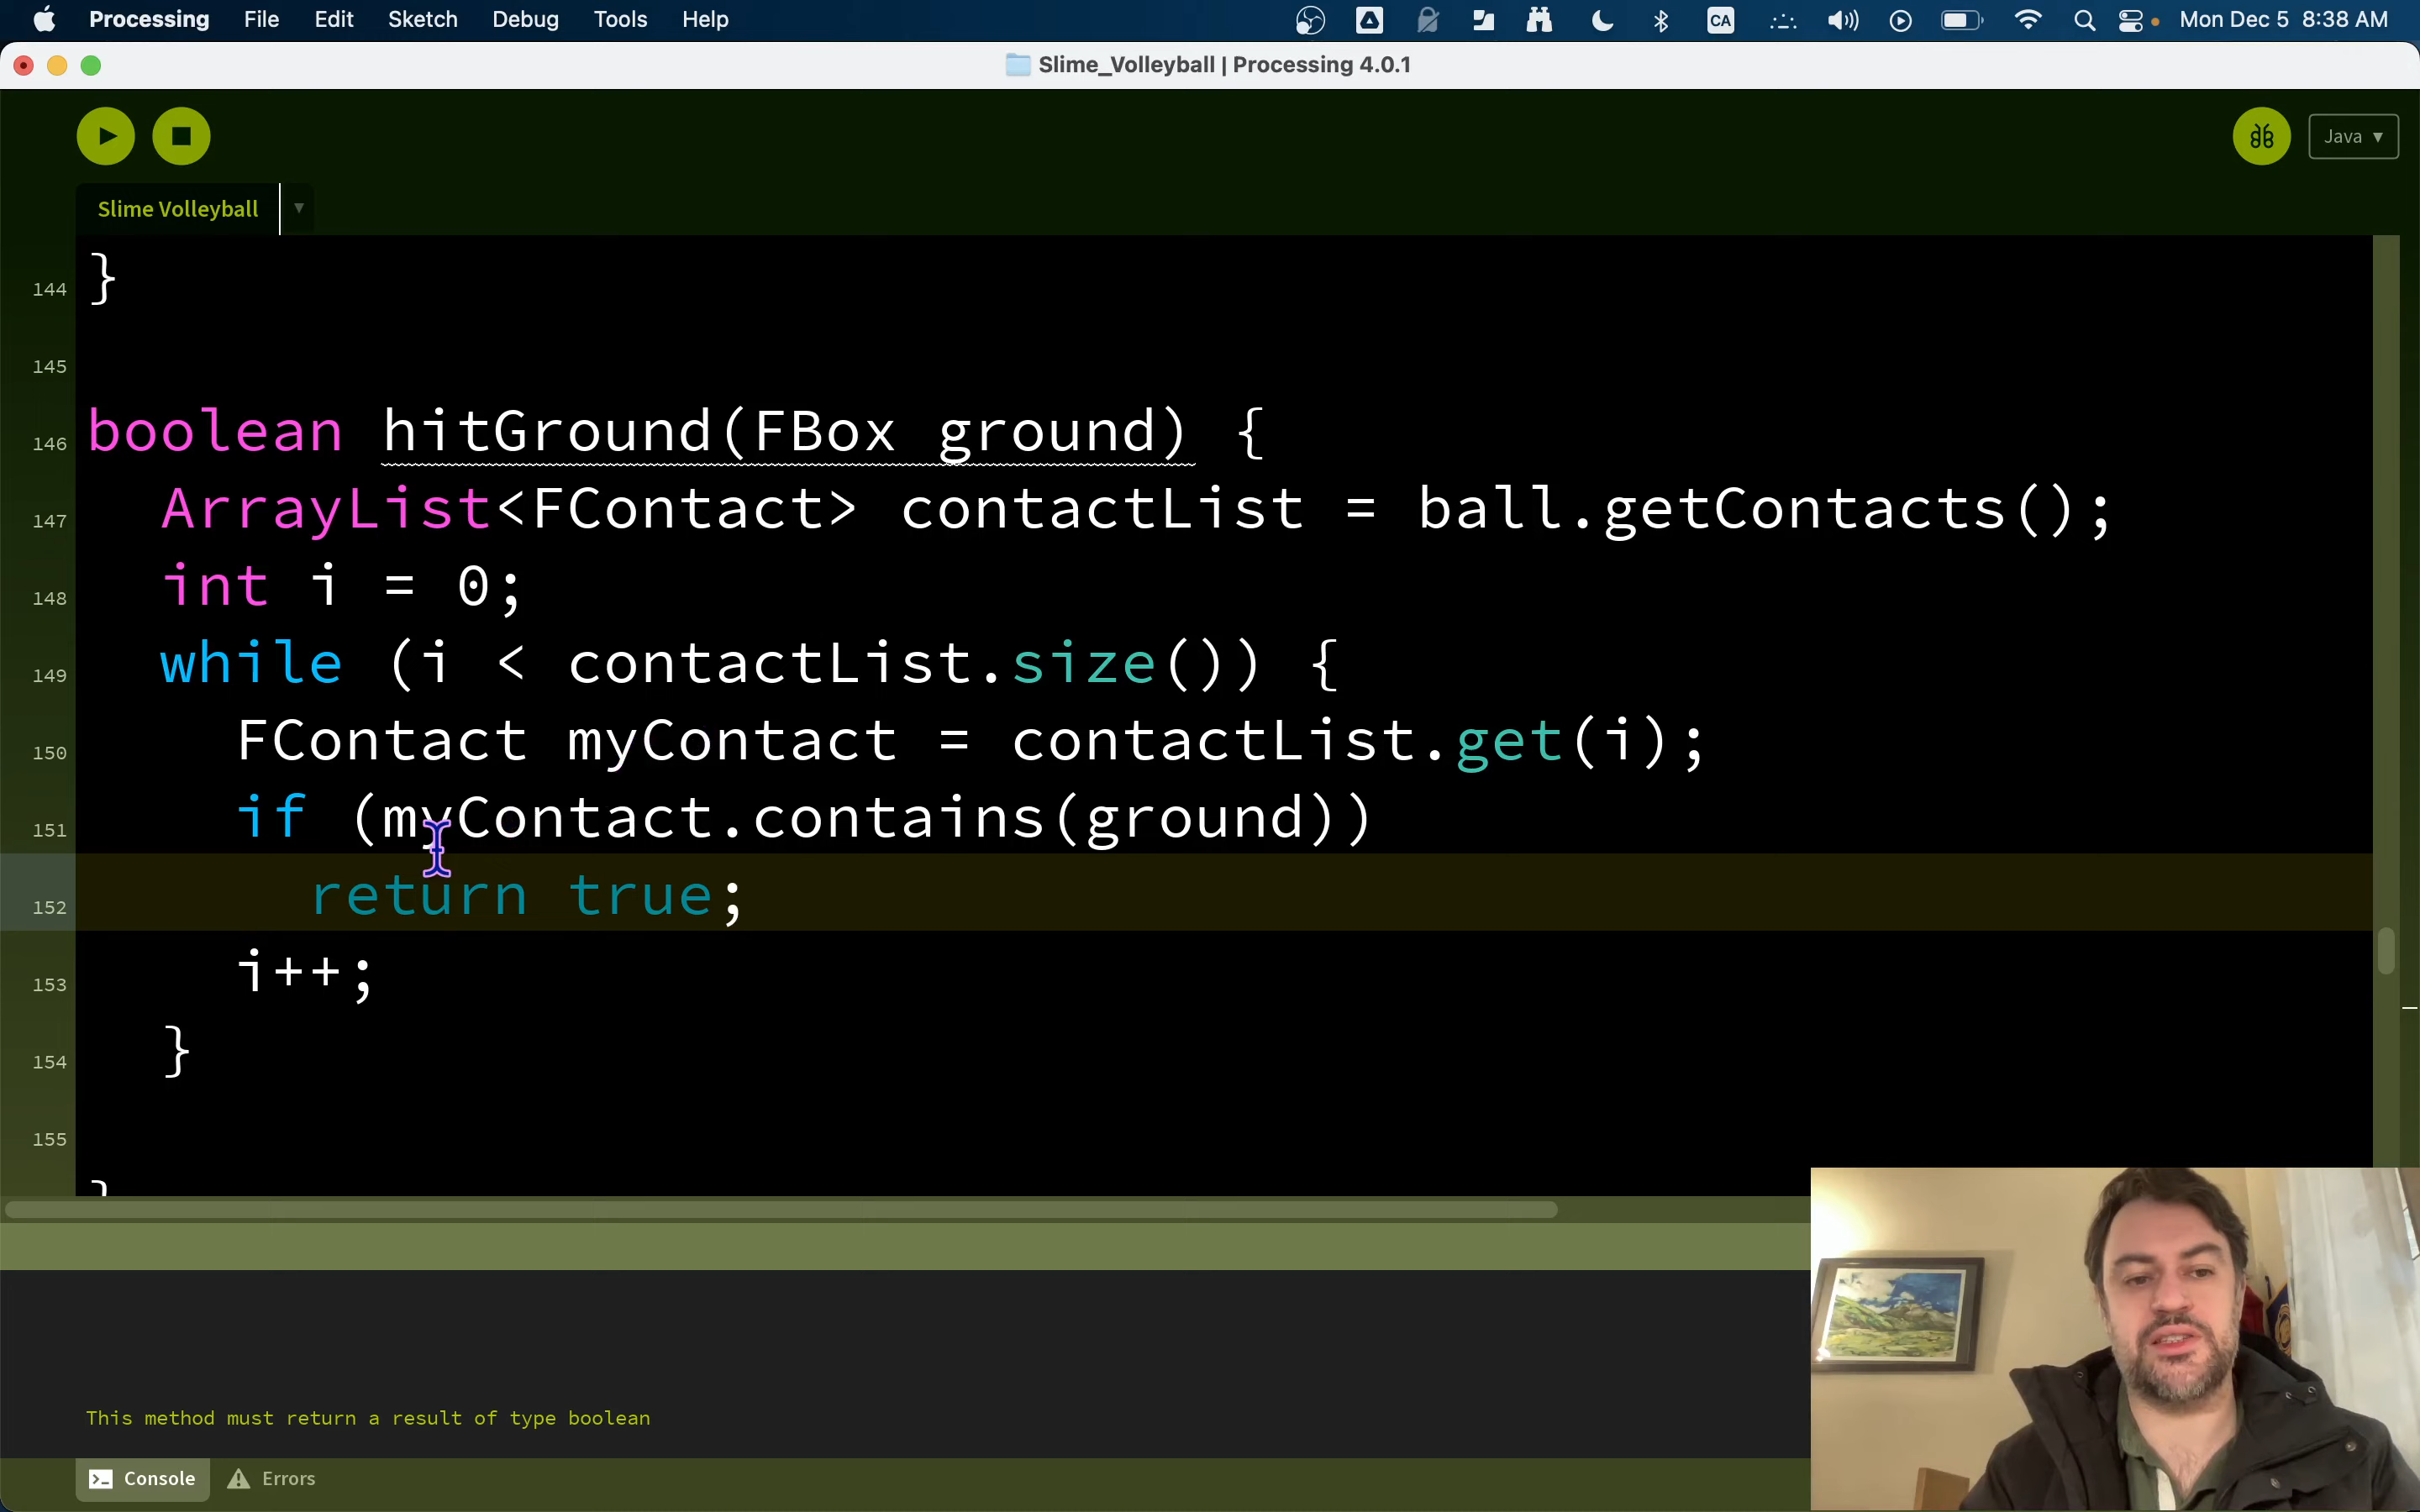 Processing File Edit Sketch Debug Tools Help CA Mon Dec 5 8:38 AM
Slime_Volleyball | Processing 4.0.1
Java ▼
Slime Volleyball ▼
144 }
145
146 boolean hitGround(FBox ground) {
147 ArrayList<FContact> contactList = ball.getContacts();
148 int i = 0;
149 while (i < contactList.size()) {
150 FContact myContact = contactList.get(i);
151 if (myContact.contains(ground))
152 return true;
153 i++;
154 }
155
}
This method must return a result of type boolean
Console Errors